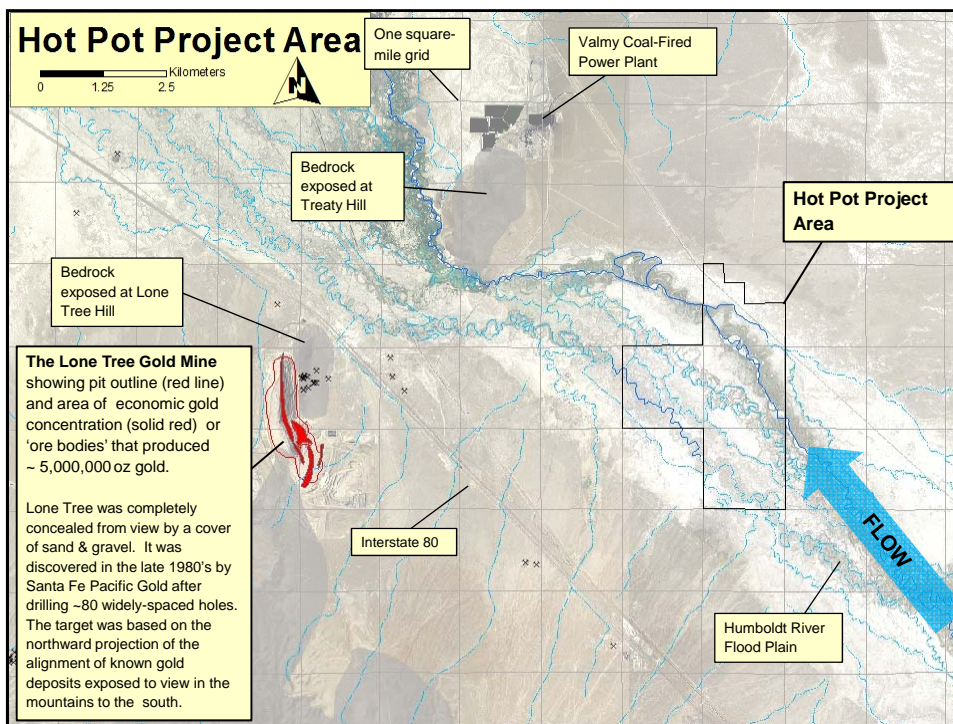 Hot Pot Project Area
Kilometers
0 1.25 2.5
N
One square-
mile grid
Valmy Coal-Fired
Power Plant
Bedrock
exposed at
Treaty Hill
Hot Pot Project
Area
Bedrock
exposed at Lone
Tree Hill
The Lone Tree Gold Mine
showing pit outline (red line)
and area of economic gold
concentration (solid red) or
'ore bodies' that produced
~ 5,000,000 oz gold.
Lone Tree was completely
concealed from view by a cover
of sand & gravel. It was
discovered in the late 1980's by
Santa Fe Pacific Gold after
drilling ~80 widely-spaced holes.
The target was based on the
northward projection of the
alignment of known gold
deposits exposed to view in the
mountains to the south.
Interstate 80
FLOW
Humboldt River
Flood Plain